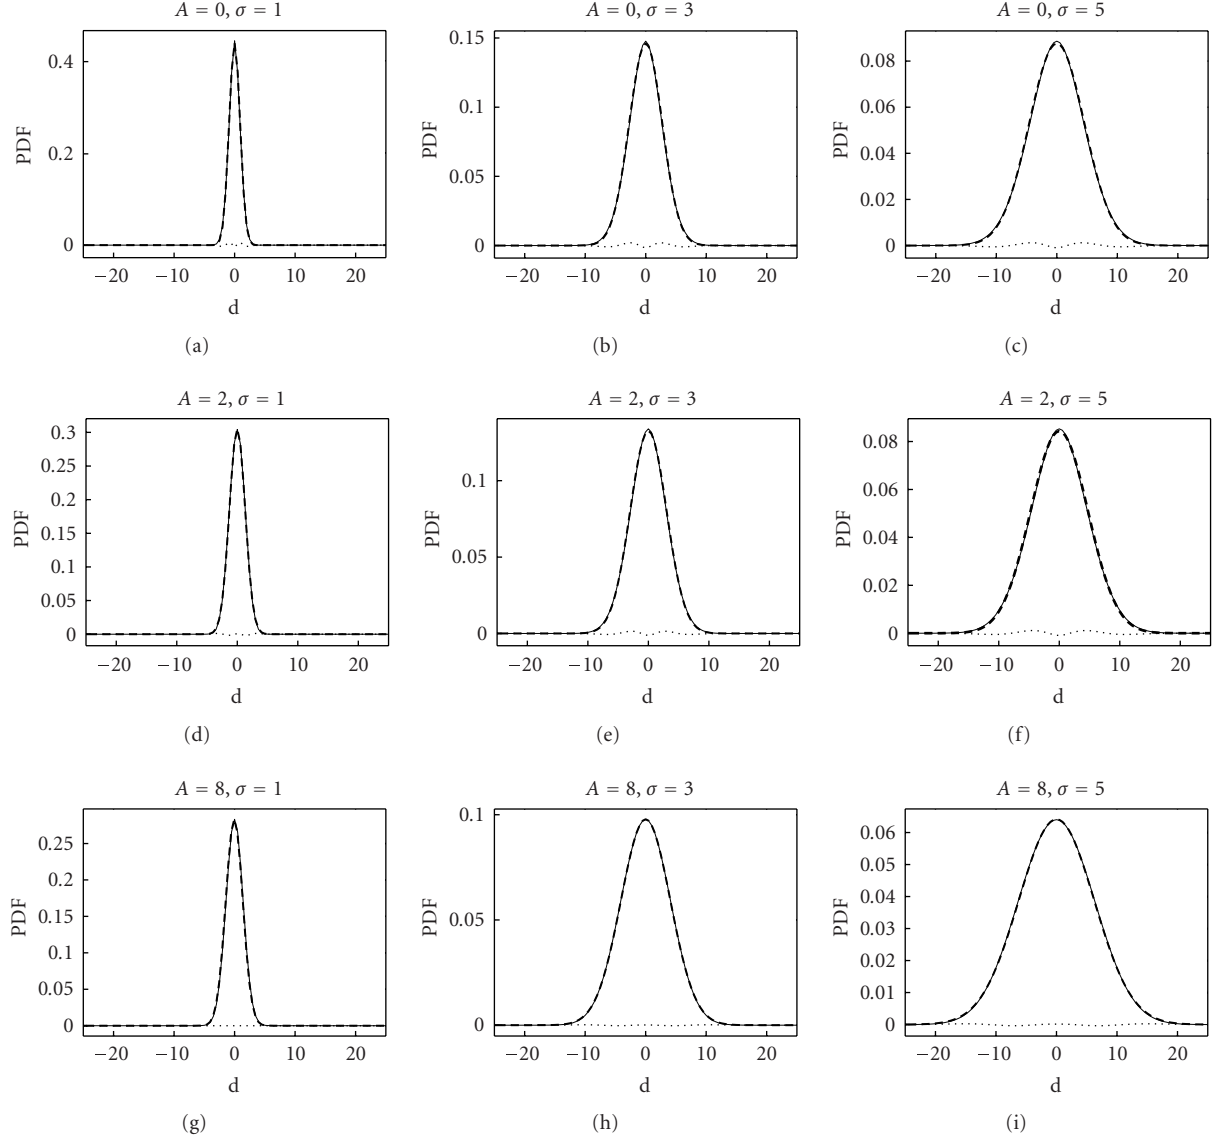 A = 0, σ = 1
0.4
0.2
0
PDF
−20 −10 0 10 20
d
(a)
A = 0, σ = 3
0.15
0.1
0.05
0
PDF
−20 −10 0 10 20
d
(b)
A = 0, σ = 5
0.08
0.06
0.04
0.02
0
PDF
−20 −10 0 10 20
d
(c)
A = 2, σ = 1
0.3
0.25
0.2
0.15
0.1
0.05
0
PDF
−20 −10 0 10 20
d
(d)
A = 2, σ = 3
0.1
0.05
0
PDF
−20 −10 0 10 20
d
(e)
A = 2, σ = 5
0.08
0.06
0.04
0.02
0
PDF
−20 −10 0 10 20
d
(f)
A = 8, σ = 1
0.25
0.2
0.15
0.1
0.05
0
PDF
−20 −10 0 10 20
d
(g)
A = 8, σ = 3
0.1
0.05
0
PDF
−20 −10 0 10 20
d
(h)
A = 8, σ = 5
0.06
0.05
0.04
0.03
0.02
0.01
0
PDF
−20 −10 0 10 20
d
(i)